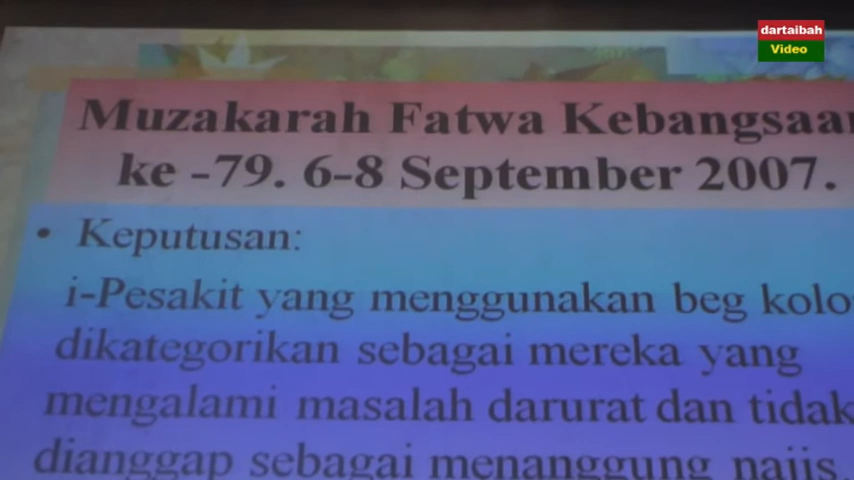 dartaibah
Video
Muzakarah Fatwa Kebangsaan
ke -79. 6-8 September 2007.
• Keputusan:
i-Pesakit yang menggunakan beg kolo
dikategorikan sebagai mereka yang
mengalami masalah darurat dan tidak
dianggap sebagai menanggung najis.